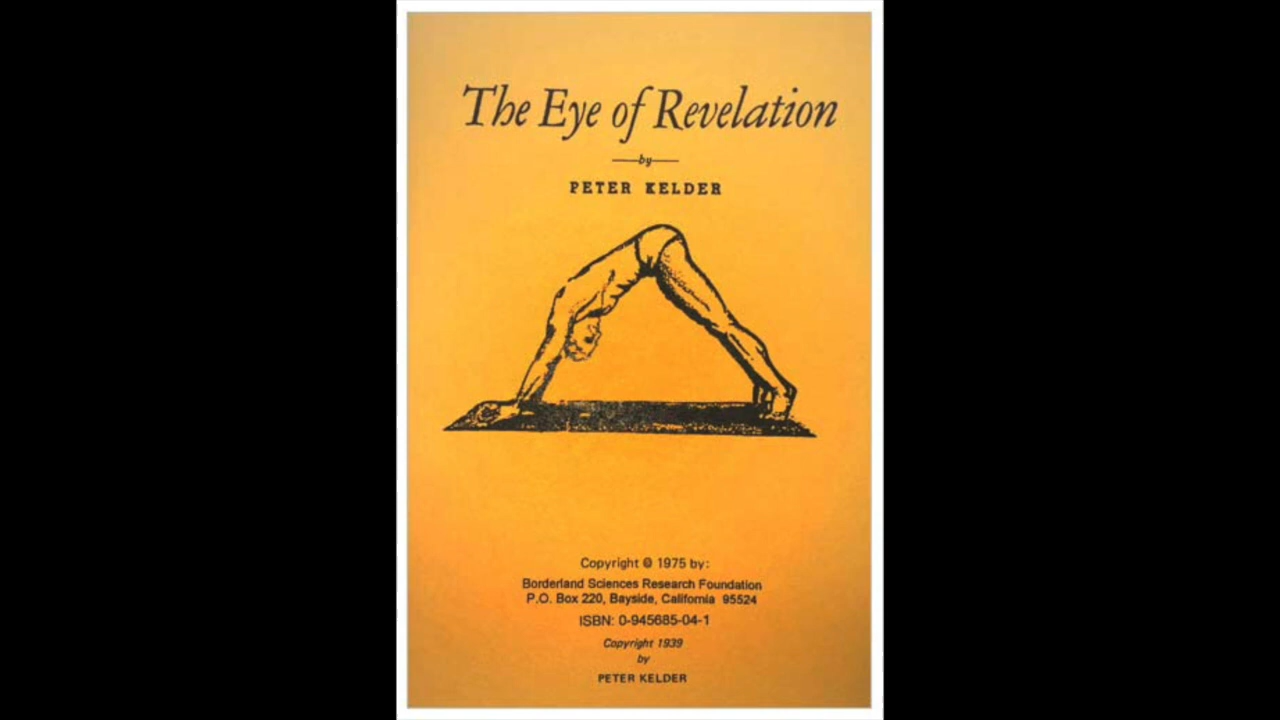 The Eye of Revelation
by
PETER KELDER
Copyright © 1975 by:
Borderland Sciences Research Foundation
P.O. Box 220, Bayside, California 95524
ISBN: 0-945685-04-1
Copyright 1939
by
PETER KELDER